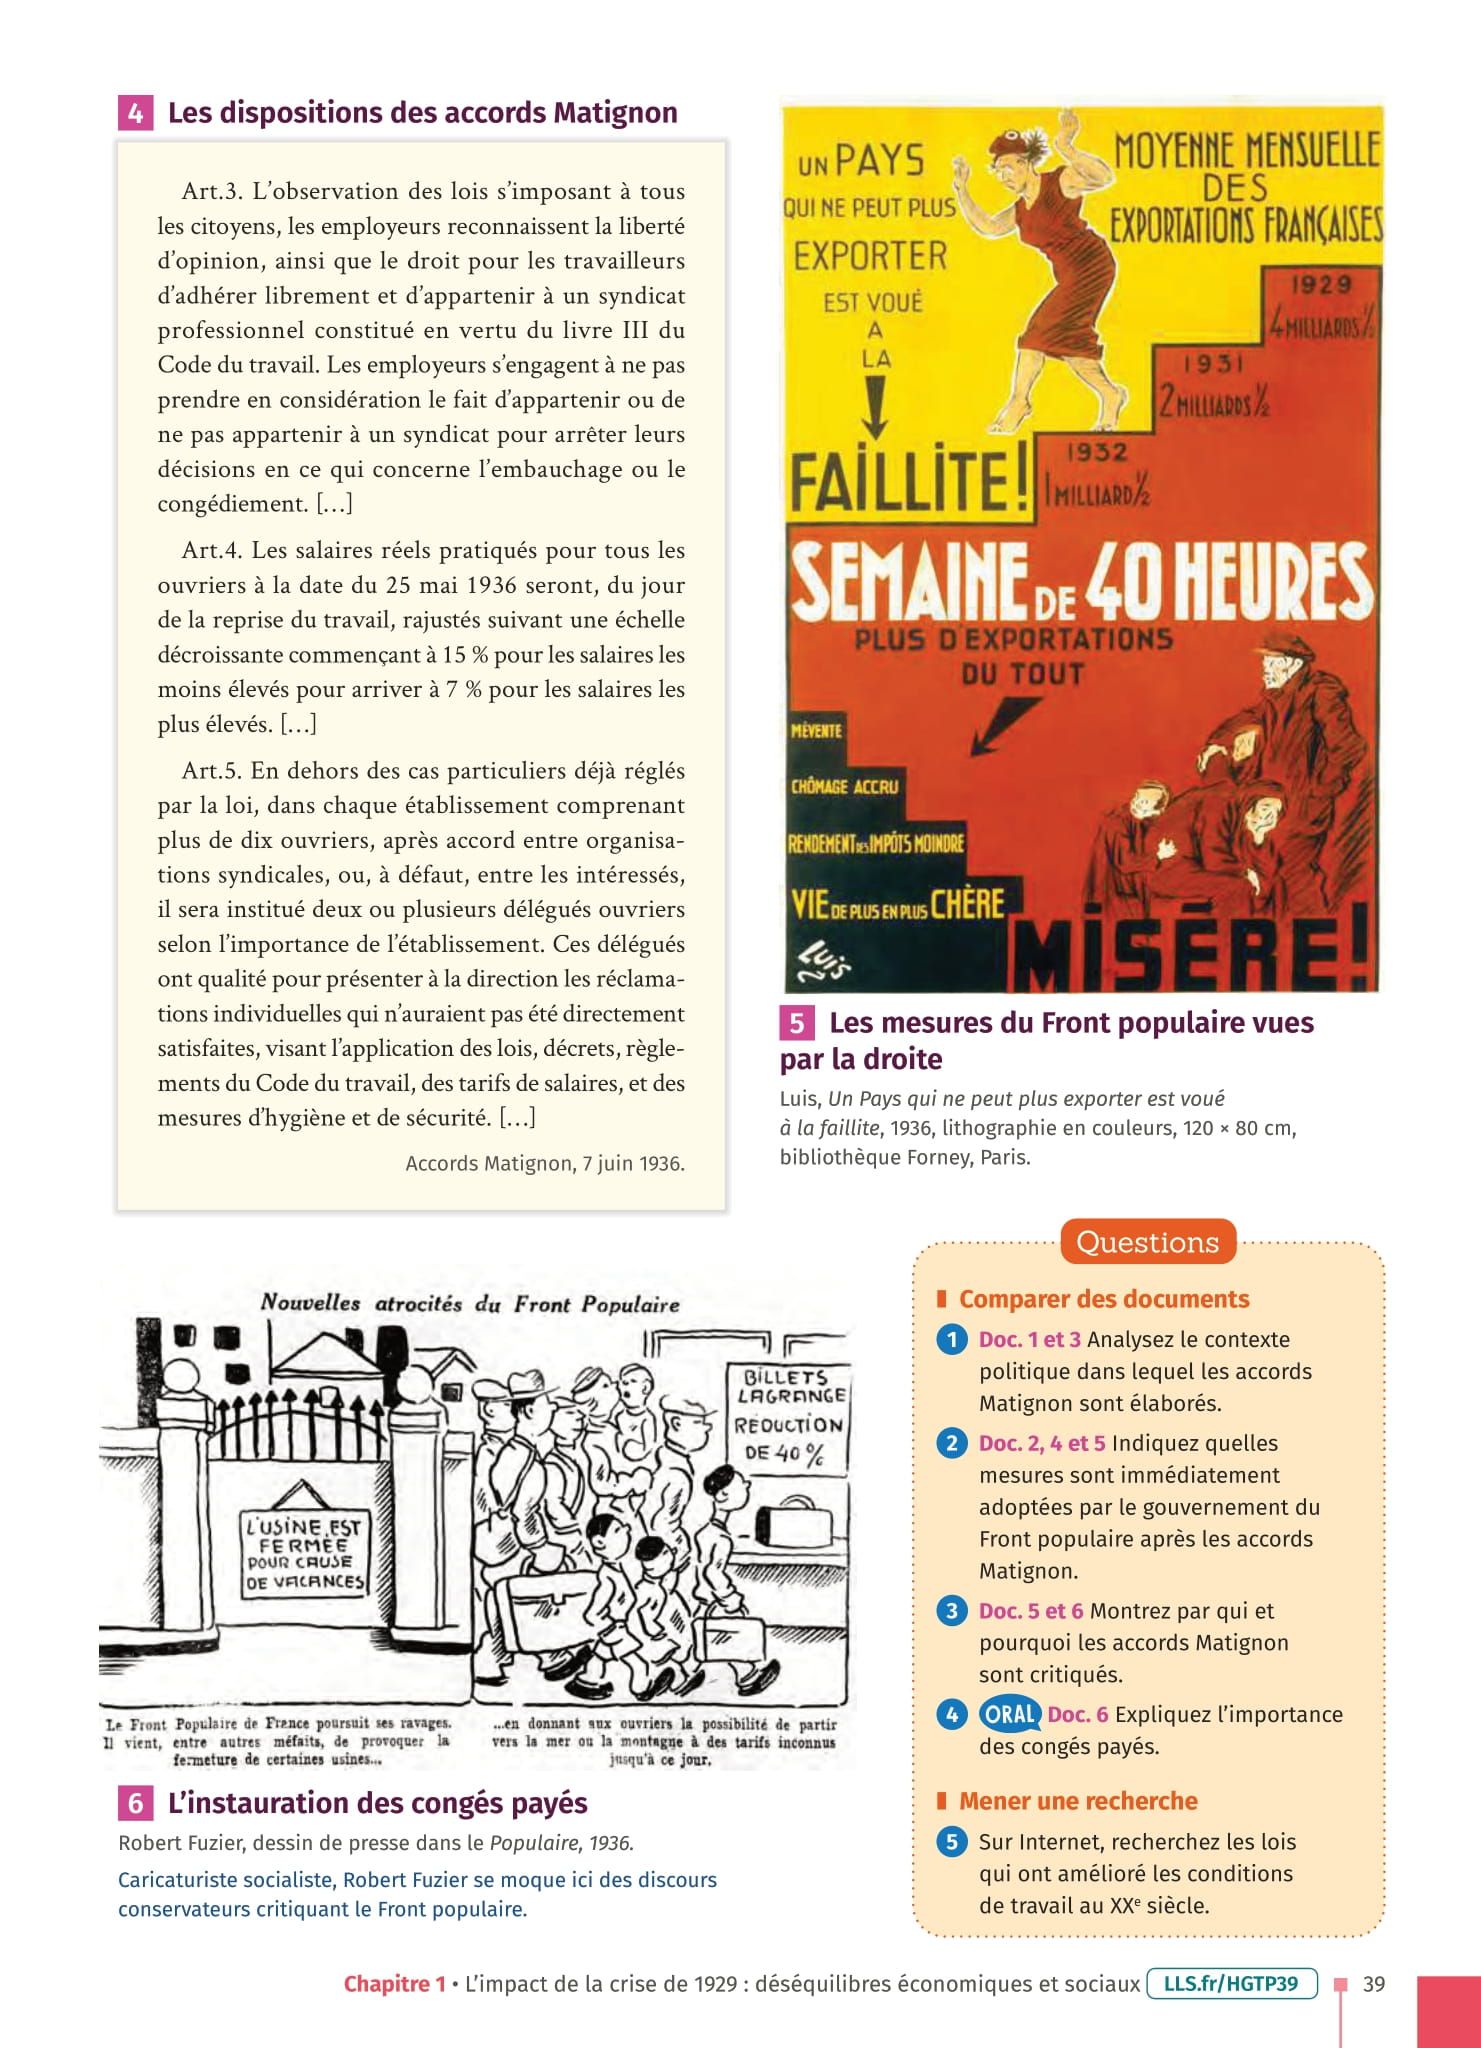 4 Les dispositions des accords Matignon
Art.3. L'observation des lois s'imposant à tous
les citoyens, les employeurs reconnaissent la liberté
d'opinion, ainsi que le droit pour les travailleurs
d'adhérer librement et d'appartenir à un syndicat
professionnel constitué en vertu du livre III du
Code du travail. Les employeurs s'engagent à ne pas
prendre en considération le fait d'appartenir ou de
ne pas appartenir à un syndicat pour arrêter leurs
décisions en ce qui concerne l'embauchage ou le
congédiement. […]
Art.4. Les salaires réels pratiqués pour tous les
ouvriers à la date du 25 mai 1936 seront, du jour
de la reprise du travail, rajustés suivant une échelle
décroissante commençant à 15 % pour les salaires les
moins élevés pour arriver à 7 % pour les salaires les
plus élevés. […]
Art.5. En dehors des cas particuliers déjà réglés
par la loi, dans chaque établissement comprenant
plus de dix ouvriers, après accord entre organisa-
tions syndicales, ou, à défaut, entre les intéressés,
il sera institué deux ou plusieurs délégués ouvriers
selon l'importance de l'établissement. Ces délégués
ont qualité pour présenter à la direction les réclama-
tions individuelles qui n'auraient pas été directement
satisfaites, visant l'application des lois, décrets, règle-
ments du Code du travail, des tarifs de salaires, et des
mesures d'hygiène et de sécurité. […]
Accords Matignon, 7 juin 1936.
UN PAYS
QUI NE PEUT PLUS
EXPORTER
EST VOUÉ
A
LA
FAILLITE!
MOYENNE MENSUELLE
DES
EXPORTATIONS FRANÇAISES
1929
4 MILLIARDS ½
1931
2 MILLIARDS ½
1932
1 MILLIARD ½
SEMAINE DE 40 HEURES
PLUS D'EXPORTATIONS
DU TOUT
MÉVENTE
CHÔMAGE ACCRU
RENDEMENT DES IMPÔTS MOINDRE
VIE DE PLUS EN PLUS CHÈRE
MISÈRE!
Luis
5 Les mesures du Front populaire vues
par la droite
Luis, Un Pays qui ne peut plus exporter est voué
à la faillite, 1936, lithographie en couleurs, 120 × 80 cm,
bibliothèque Forney, Paris.
Nouvelles atrocités du Front Populaire
L'USINE EST
FERMÉE
POUR CAUSE
DE VACANCES
BILLETS
LAGRANGE
RÉDUCTION
DE 40 %
Le Front Populaire de France poursuit ses ravages.
Il vient, entre autres méfaits, de provoquer la
fermeture de certaines usines...
...en donnant aux ouvriers la possibilité de partir
vers la mer ou la montagne à des tarifs inconnus
jusqu'à ce jour.
6 L'instauration des congés payés
Robert Fuzier, dessin de presse dans le Populaire, 1936.
Caricaturiste socialiste, Robert Fuzier se moque ici des discours
conservateurs critiquant le Front populaire.
Questions
Comparer des documents
1 Doc. 1 et 3 Analysez le contexte
politique dans lequel les accords
Matignon sont élaborés.
2 Doc. 2, 4 et 5 Indiquez quelles
mesures sont immédiatement
adoptées par le gouvernement du
Front populaire après les accords
Matignon.
3 Doc. 5 et 6 Montrez par qui et
pourquoi les accords Matignon
sont critiqués.
4 ORAL Doc. 6 Expliquez l'importance
des congés payés.
Mener une recherche
5 Sur Internet, recherchez les lois
qui ont amélioré les conditions
de travail au XXe siècle.
Chapitre 1 • L'impact de la crise de 1929 : déséquilibres économiques et sociaux LLS.fr/HGTP39 39